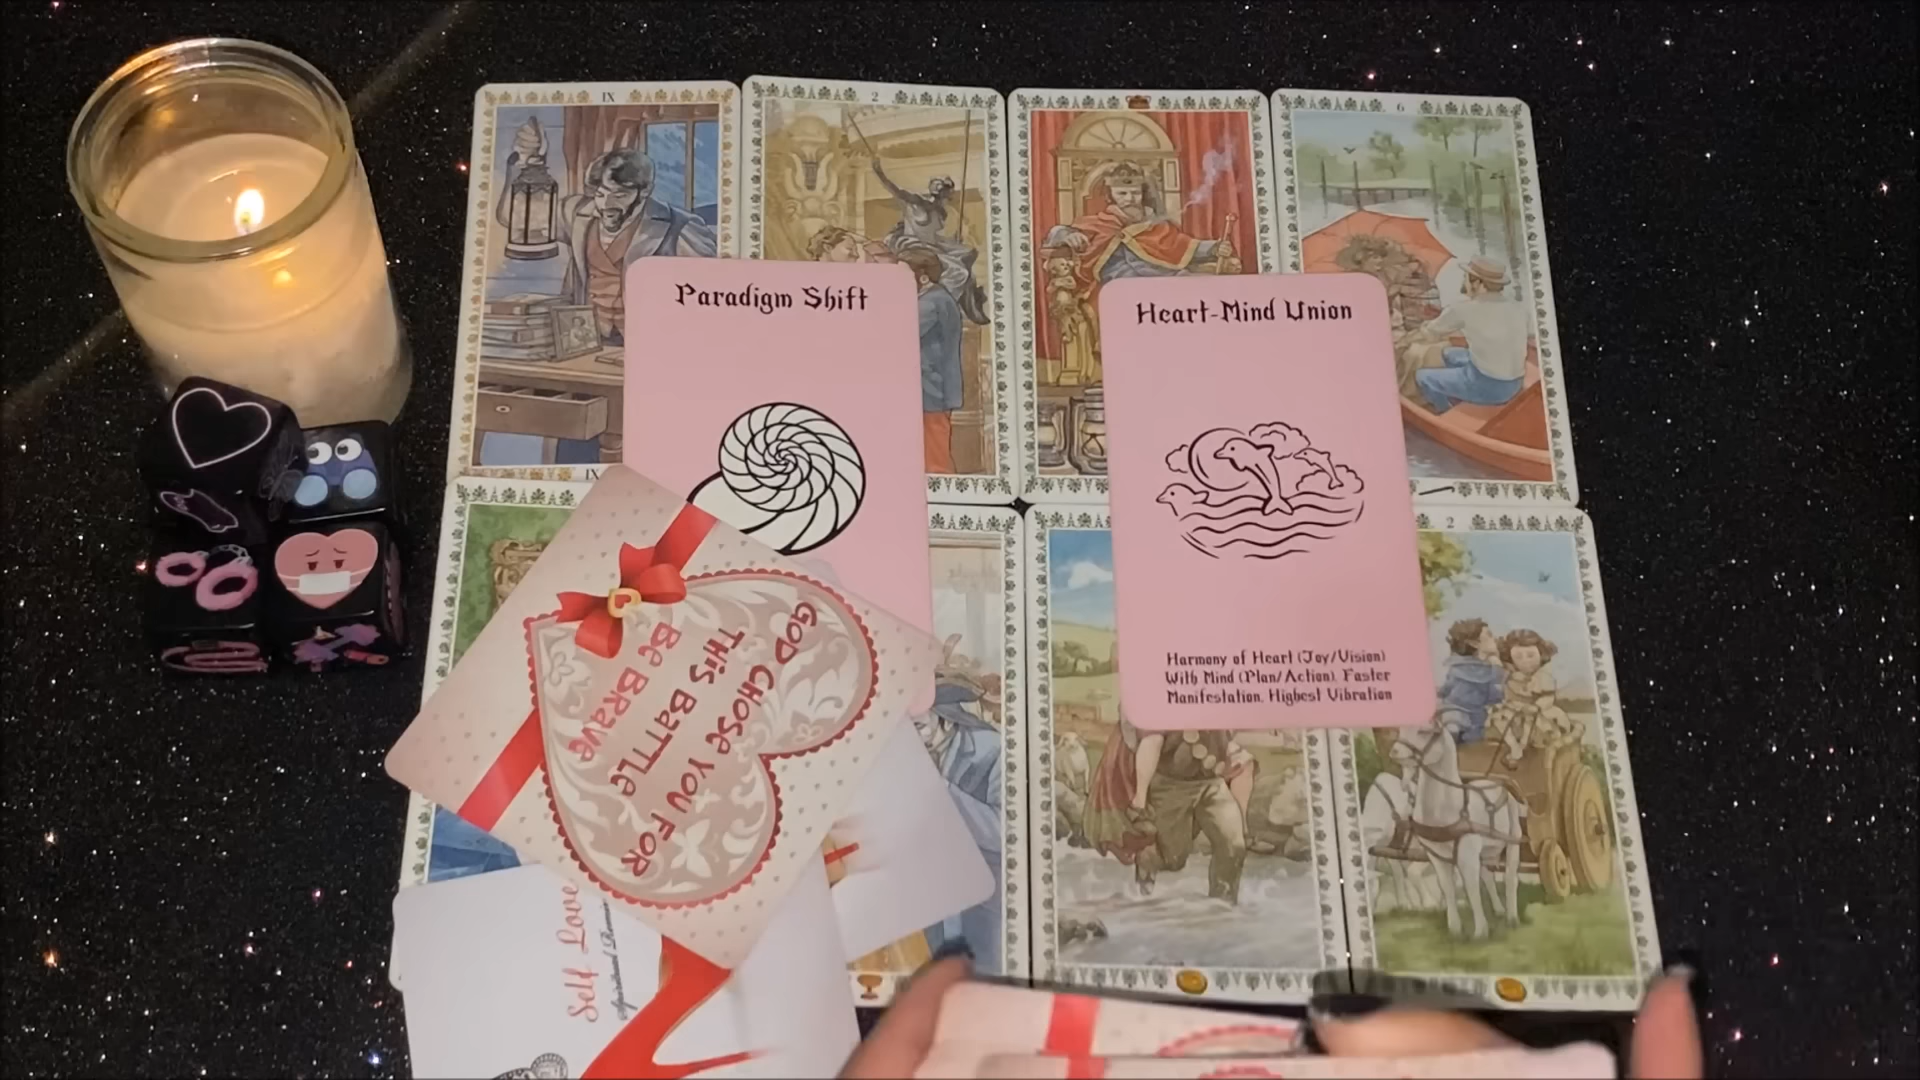 IX
2
6
Paradigm Shift
Heart-Mind Union
IX
2
GOD CHOSE YOU FOR
THiS BaTTLe
Be BRave
Harmony of Heart (Joy/Vision)
With Mind (Plan/Action). Faster
Manifestation. Highest Vibration
Self Love